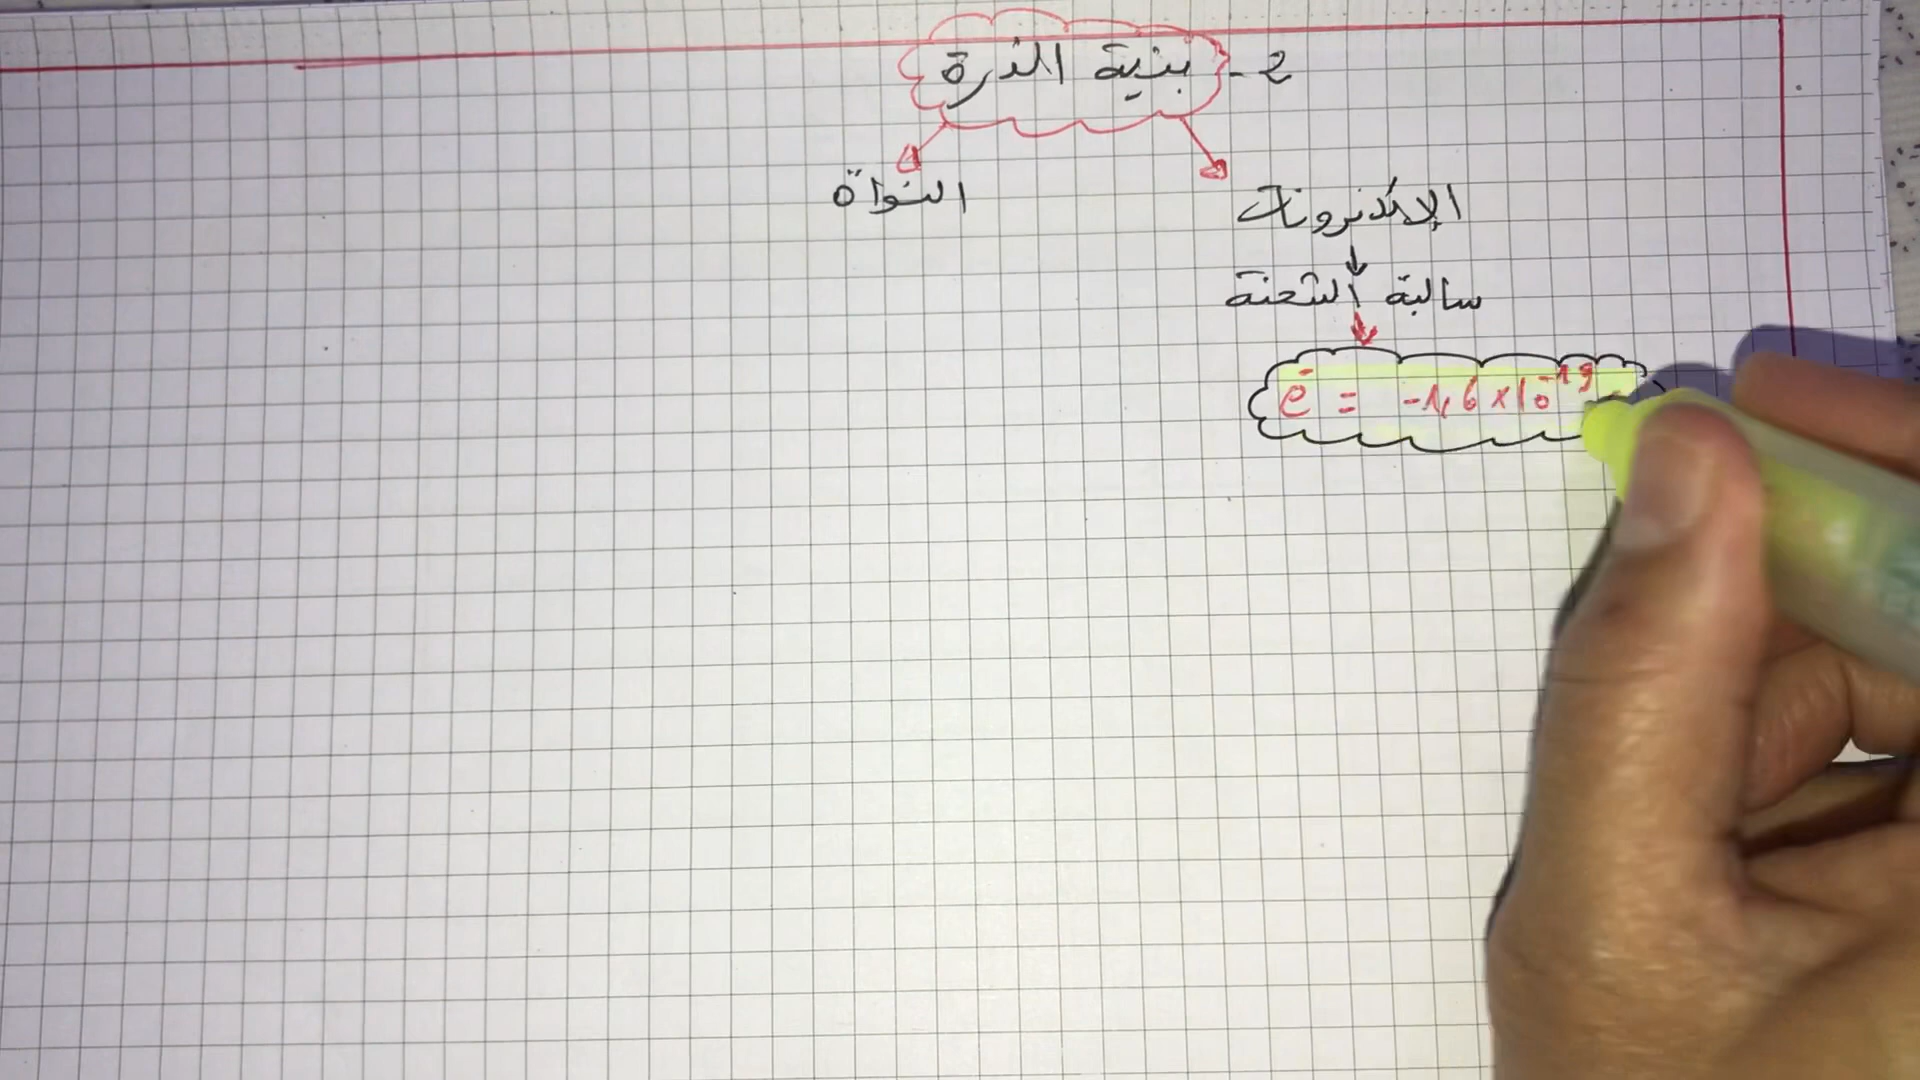 2- بنية الذرة
الإلكترونات
النواة
سالبة الشحنة
e⁻ = -1,6×10⁻¹⁹